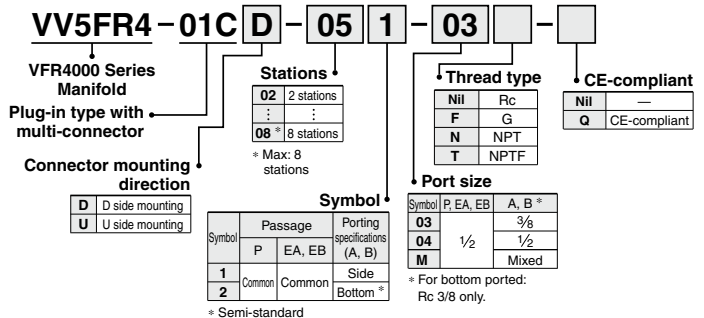 VV5FR4-01C D - 05 1 - 03 -
VFR4000 Series
Manifold
Plug-in type with
multi-connector
Connector mounting
direction
D D side mounting
U U side mounting
Stations
02 2 stations
⋮ ⋮
08 * 8 stations
* Max: 8
stations
Symbol
Symbol Passage Porting specifications (A, B)
P EA, EB
1 Common Common Side
2 Bottom *
* Semi-standard
Thread type
Nil Rc
F G
N NPT
T NPTF
CE-compliant
Nil —
Q CE-compliant
Port size
Symbol P, EA, EB A, B *
03 1/2 3/8
04 1/2
M Mixed
* For bottom ported:
Rc 3/8 only.